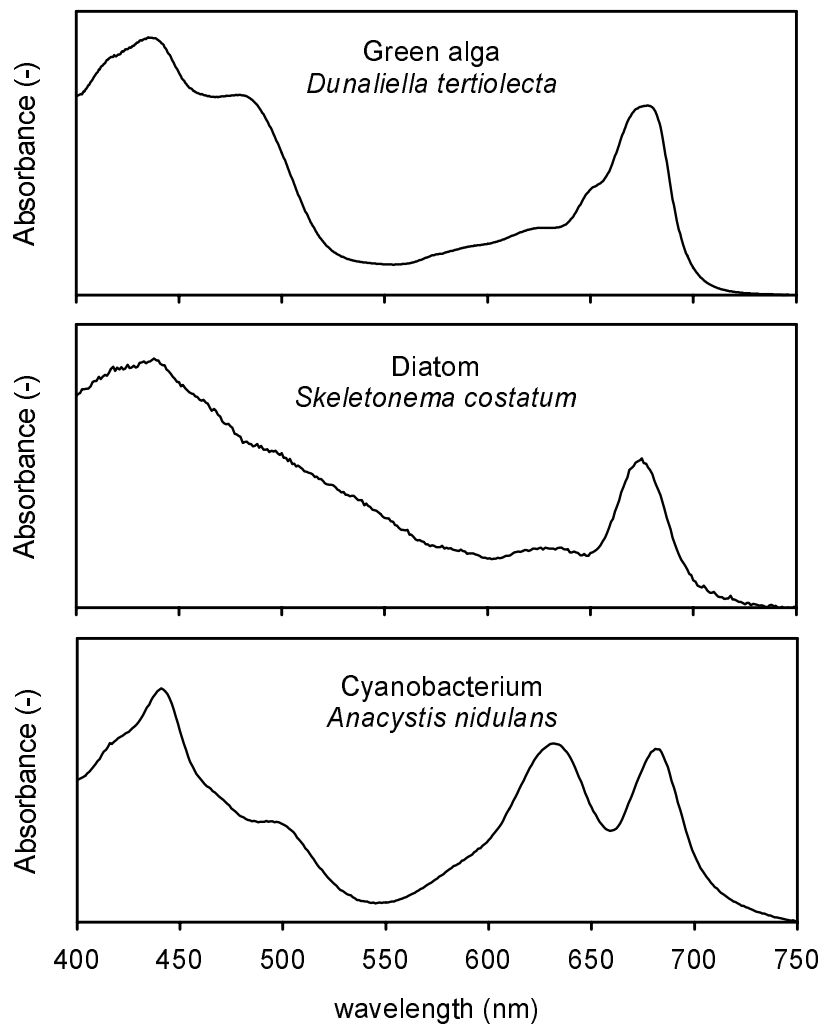 Green alga
Dunaliella tertiolecta
Absorbance (-)
Diatom
Skeletonema costatum
Absorbance (-)
Cyanobacterium
Anacystis nidulans
Absorbance (-)
400 450 500 550 600 650 700 750
wavelength (nm)